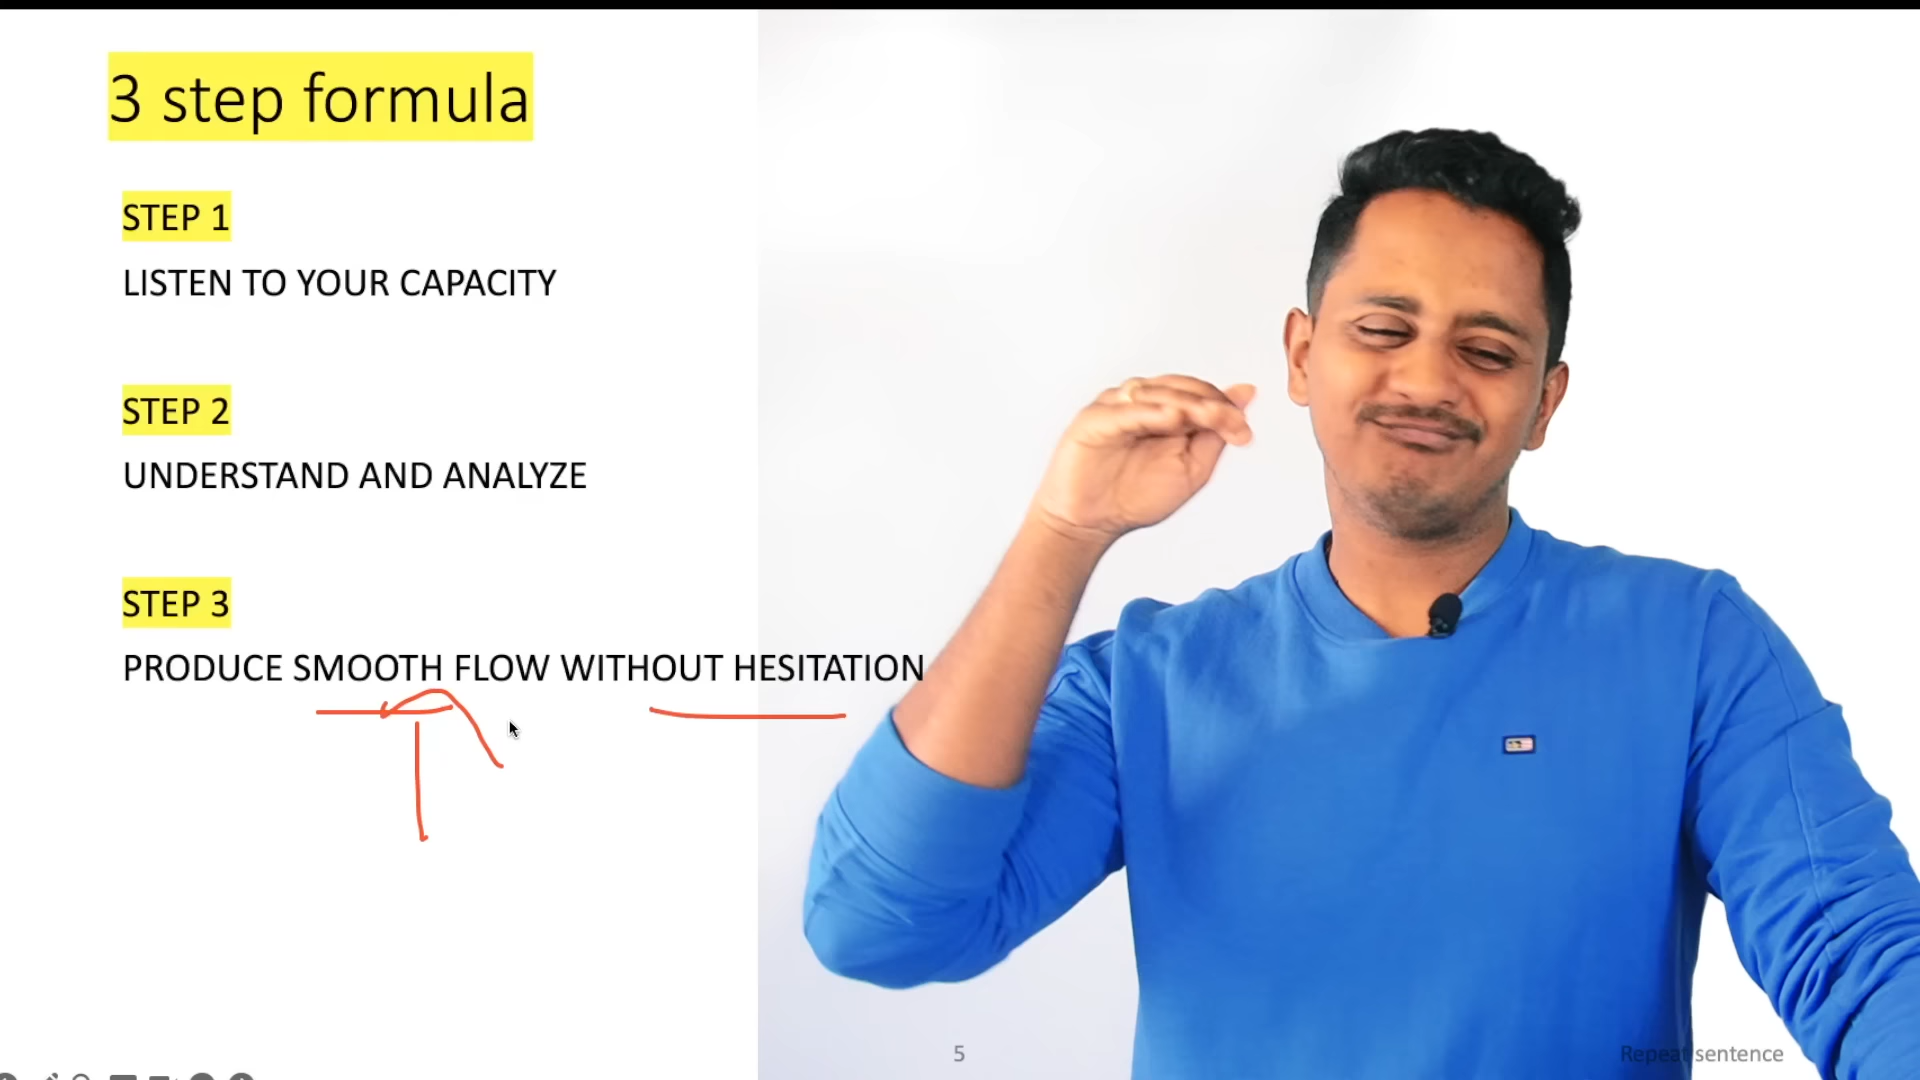 3 step formula
STEP 1
LISTEN TO YOUR CAPACITY
STEP 2
UNDERSTAND AND ANALYZE
STEP 3
PRODUCE SMOOTH FLOW WITHOUT HESITATION
5
Repeat sentence